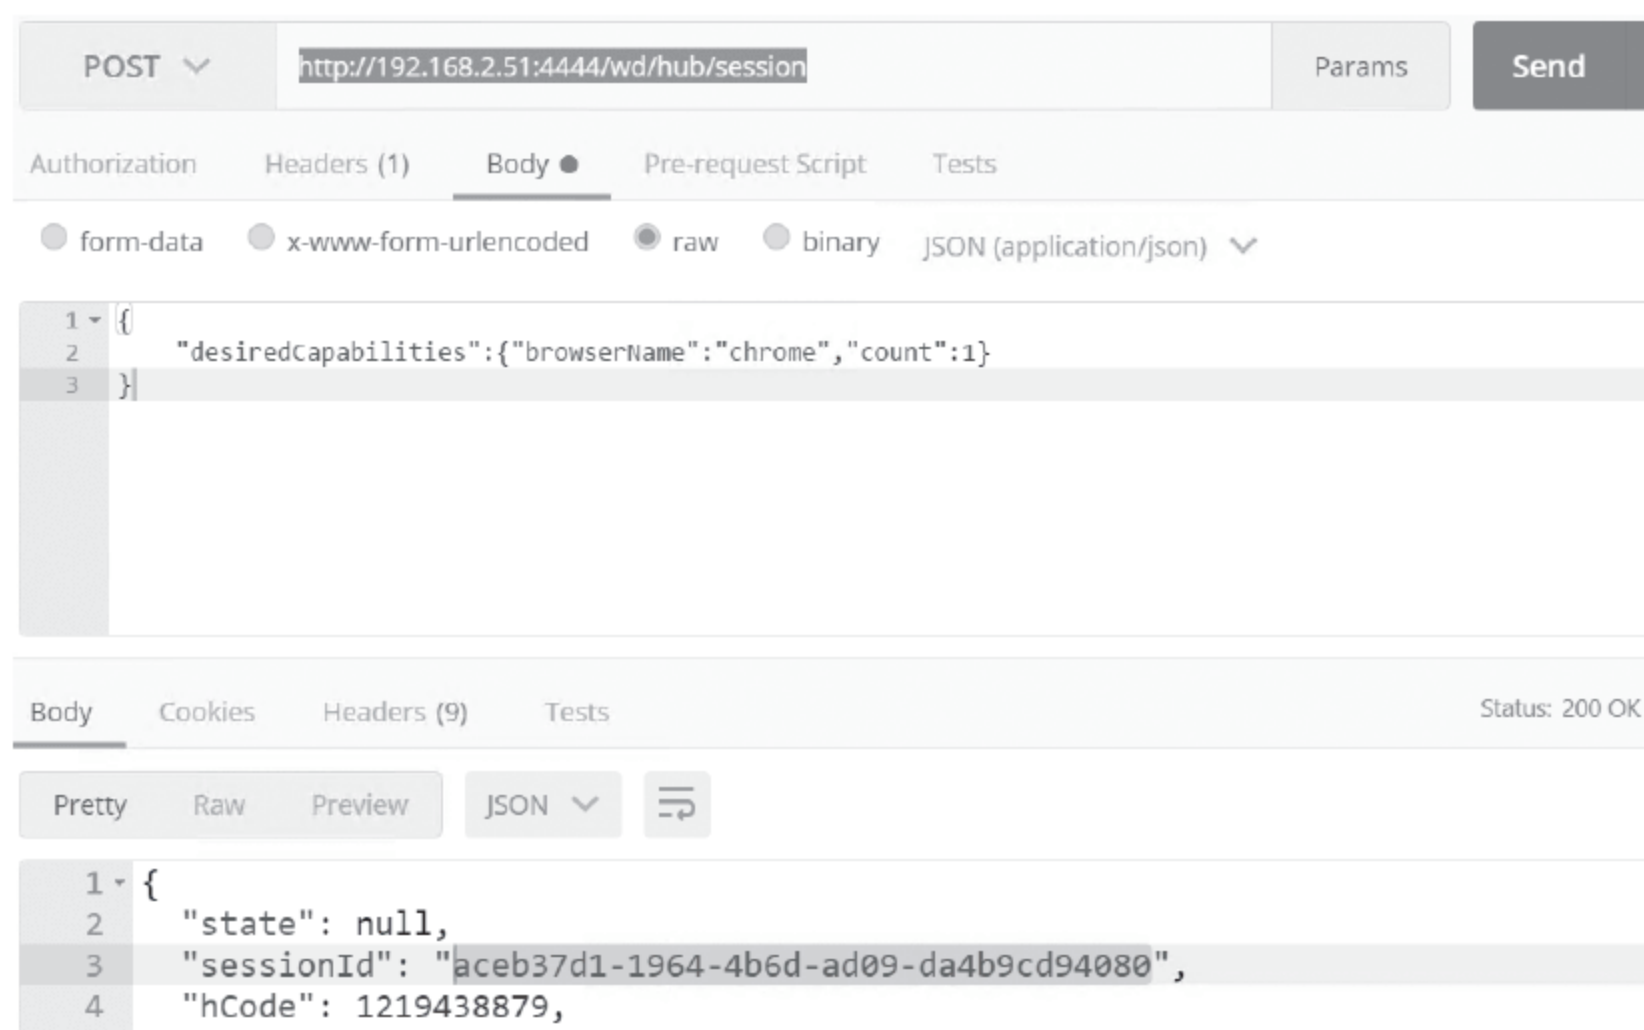 POST http://192.168.2.51:4444/wd/hub/session Params Send
Authorization Headers (1) Body Pre-request Script Tests
form-data x-www-form-urlencoded raw binary JSON (application/json)
1 {
2 "desiredCapabilities":{"browserName":"chrome","count":1}
3 }
Body Cookies Headers (9) Tests Status: 200 OK
Pretty Raw Preview JSON
1 {
2 "state": null,
3 "sessionId": "aceb37d1-1964-4b6d-ad09-da4b9cd94080",
4 "hCode": 1219438879,